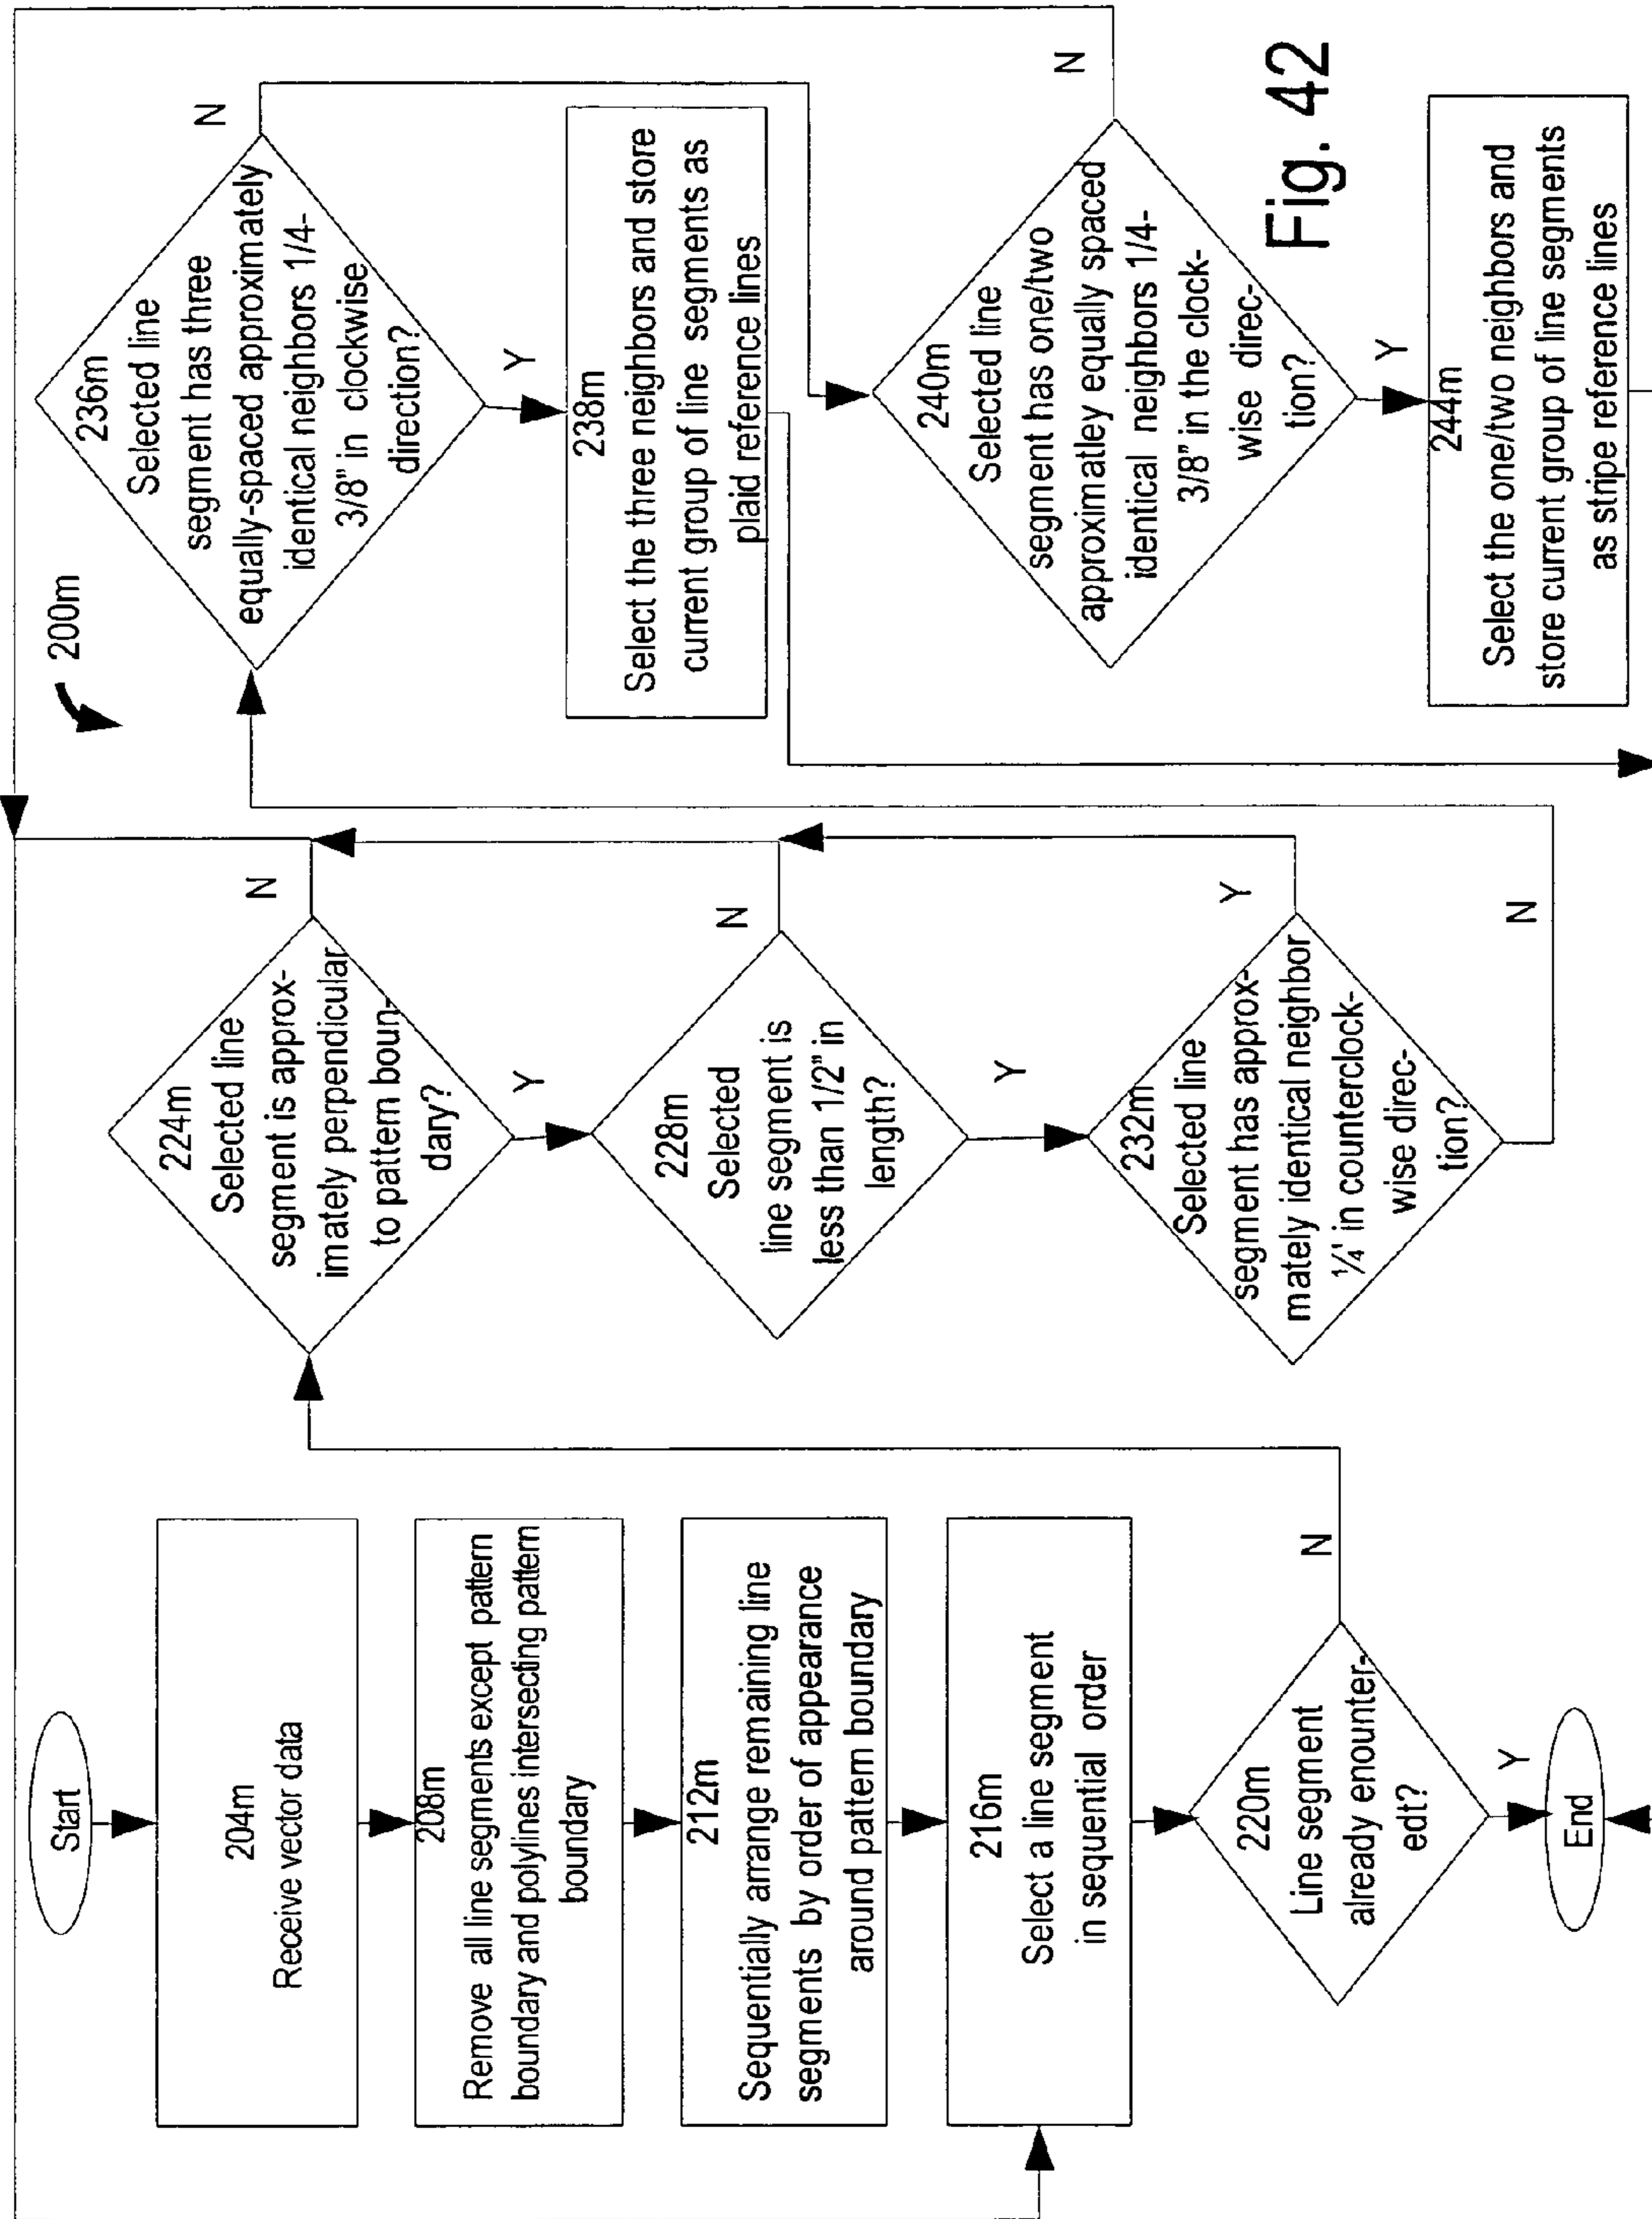 200m
Start
204m
Receive vector data
208m
Remove all line segments except pattern
boundary and polylines intersecting pattern
boundary
212m
Sequentially arrange remaining line
segments by order of appearance
around pattern boundary
216m
Select a line segment
in sequential order
220m
Line segment
already enounter-
edt?
N
Y
End
224m
Selected line
segment is approx-
imately perpendicular
to pattern boun-
dary?
N
Y
228m
Selected
line segment is
less than 1/2" in
length?
N
Y
232m
Selected line
segment has approx-
mately identical neighbor
¼' in counterclock-
wise direc-
tion?
Y
N
236m
Selected line
segment has three
equally-spaced approximately
identical neighbors 1/4-
3/8" in clockwise
direction?
N
Y
238m
Select the three neighbors and store
current group of line segments as
plaid reference lines
240m
Selected line
segment has one/two
approximatley equally spaced
identical neighbors 1/4-
3/8" in the clock-
wise direc-
tion?
N
Y
244m
Select the one/two neighbors and
store current group of line segments
as stripe reference lines
Fig. 42